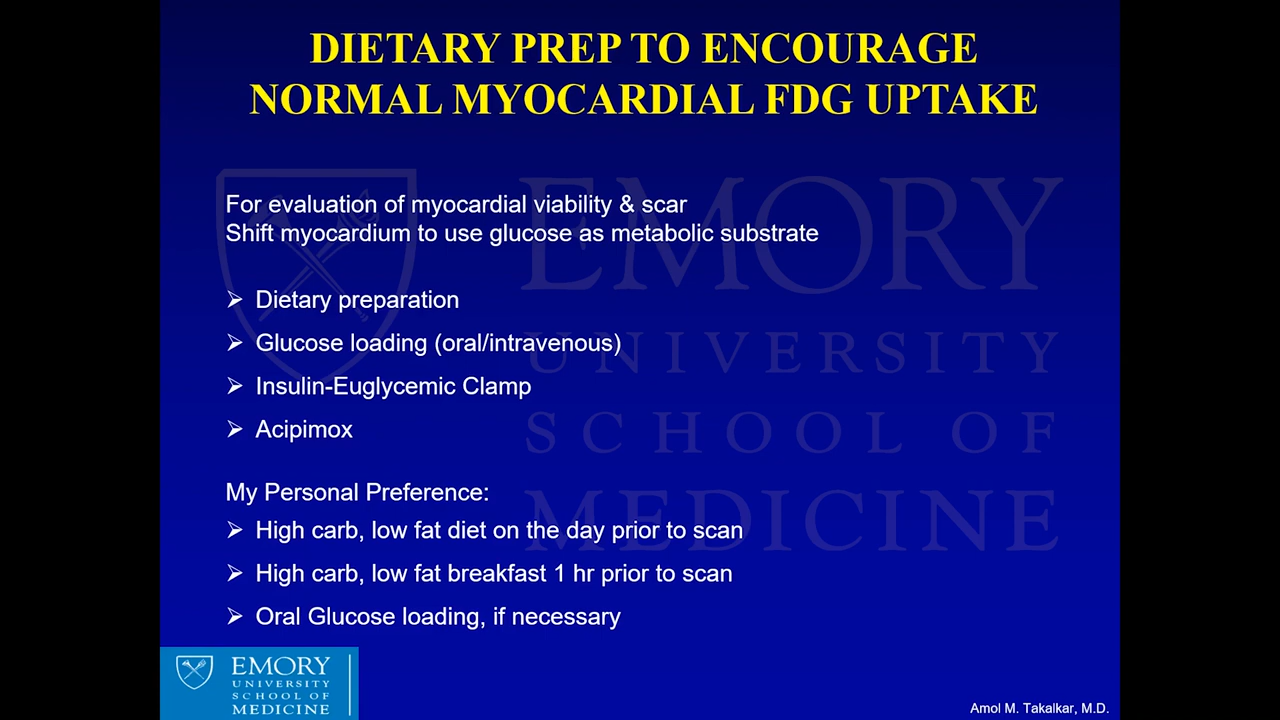 DIETARY PREP TO ENCOURAGE
NORMAL MYOCARDIAL FDG UPTAKE
For evaluation of myocardial viability & scar
Shift myocardium to use glucose as metabolic substrate
➢ Dietary preparation
➢ Glucose loading (oral/intravenous)
➢ Insulin-Euglycemic Clamp
➢ Acipimox
My Personal Preference:
➢ High carb, low fat diet on the day prior to scan
➢ High carb, low fat breakfast 1 hr prior to scan
➢ Oral Glucose loading, if necessary
EMORY
UNIVERSITY
SCHOOL OF
MEDICINE
EMORY
UNIVERSITY
SCHOOL OF
MEDICINE
Amol M. Takalkar, M.D.